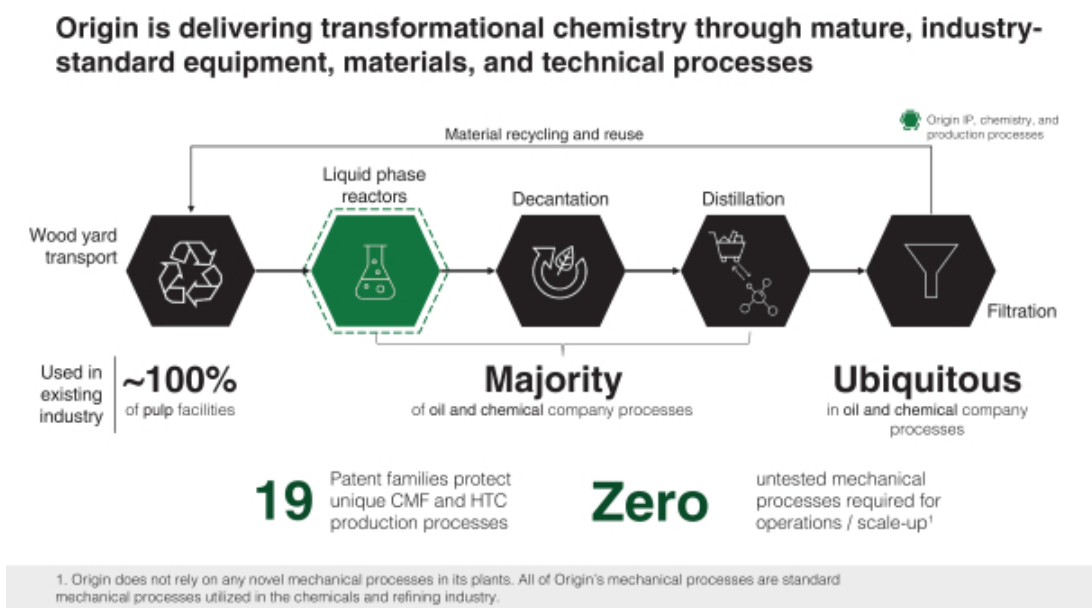 Origin is delivering transformational chemistry through mature, industry-
standard equipment, materials, and technical processes
Origin IP, chemistry, and
production processes
Material recycling and reuse
Wood yard
transport
Liquid phase
reactors
Decantation
Distillation
Filtration
Used in
existing
industry
~100%
of pulp facilities
Majority
of oil and chemical company processes
Ubiquitous
in oil and chemical company
processes
19
Patent families protect
unique CMF and HTC
production processes
Zero
untested mechanical
processes required for
operations / scale-up¹
1. Origin does not rely on any novel mechanical processes in its plants. All of Origin's mechanical processes are standard
mechanical processes utilized in the chemicals and refining industry.